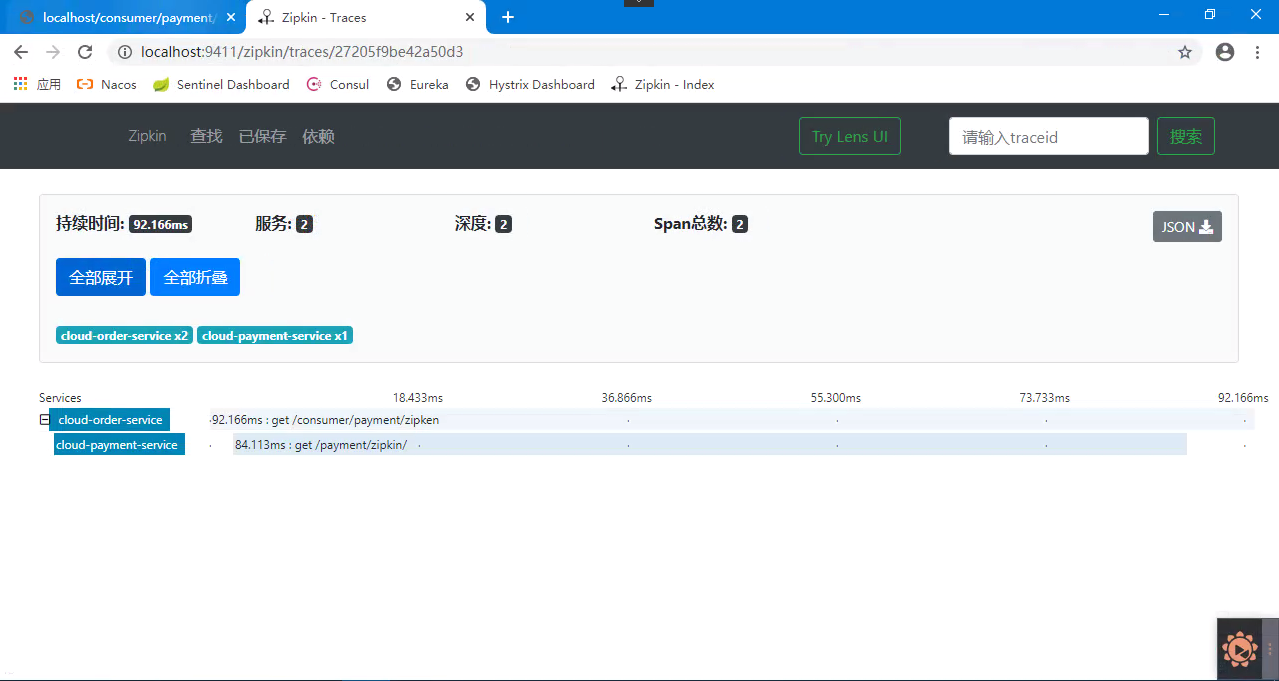 localhost/consumer/payment/
Zipkin - Traces
localhost:9411/zipkin/traces/27205f9be42a50d3
应用 Nacos Sentinel Dashboard Consul Eureka Hystrix Dashboard Zipkin - Index
Zipkin 查找 已保存 依赖 Try Lens UI 请输入traceid 搜索
持续时间: 92.166ms 服务: 2 深度: 2 Span总数: 2 JSON
全部展开 全部折叠
cloud-order-service x2 cloud-payment-service x1
Services 18.433ms 36.866ms 55.300ms 73.733ms 92.166ms
cloud-order-service 92.166ms : get /consumer/payment/zipken
cloud-payment-service 84.113ms : get /payment/zipkin/